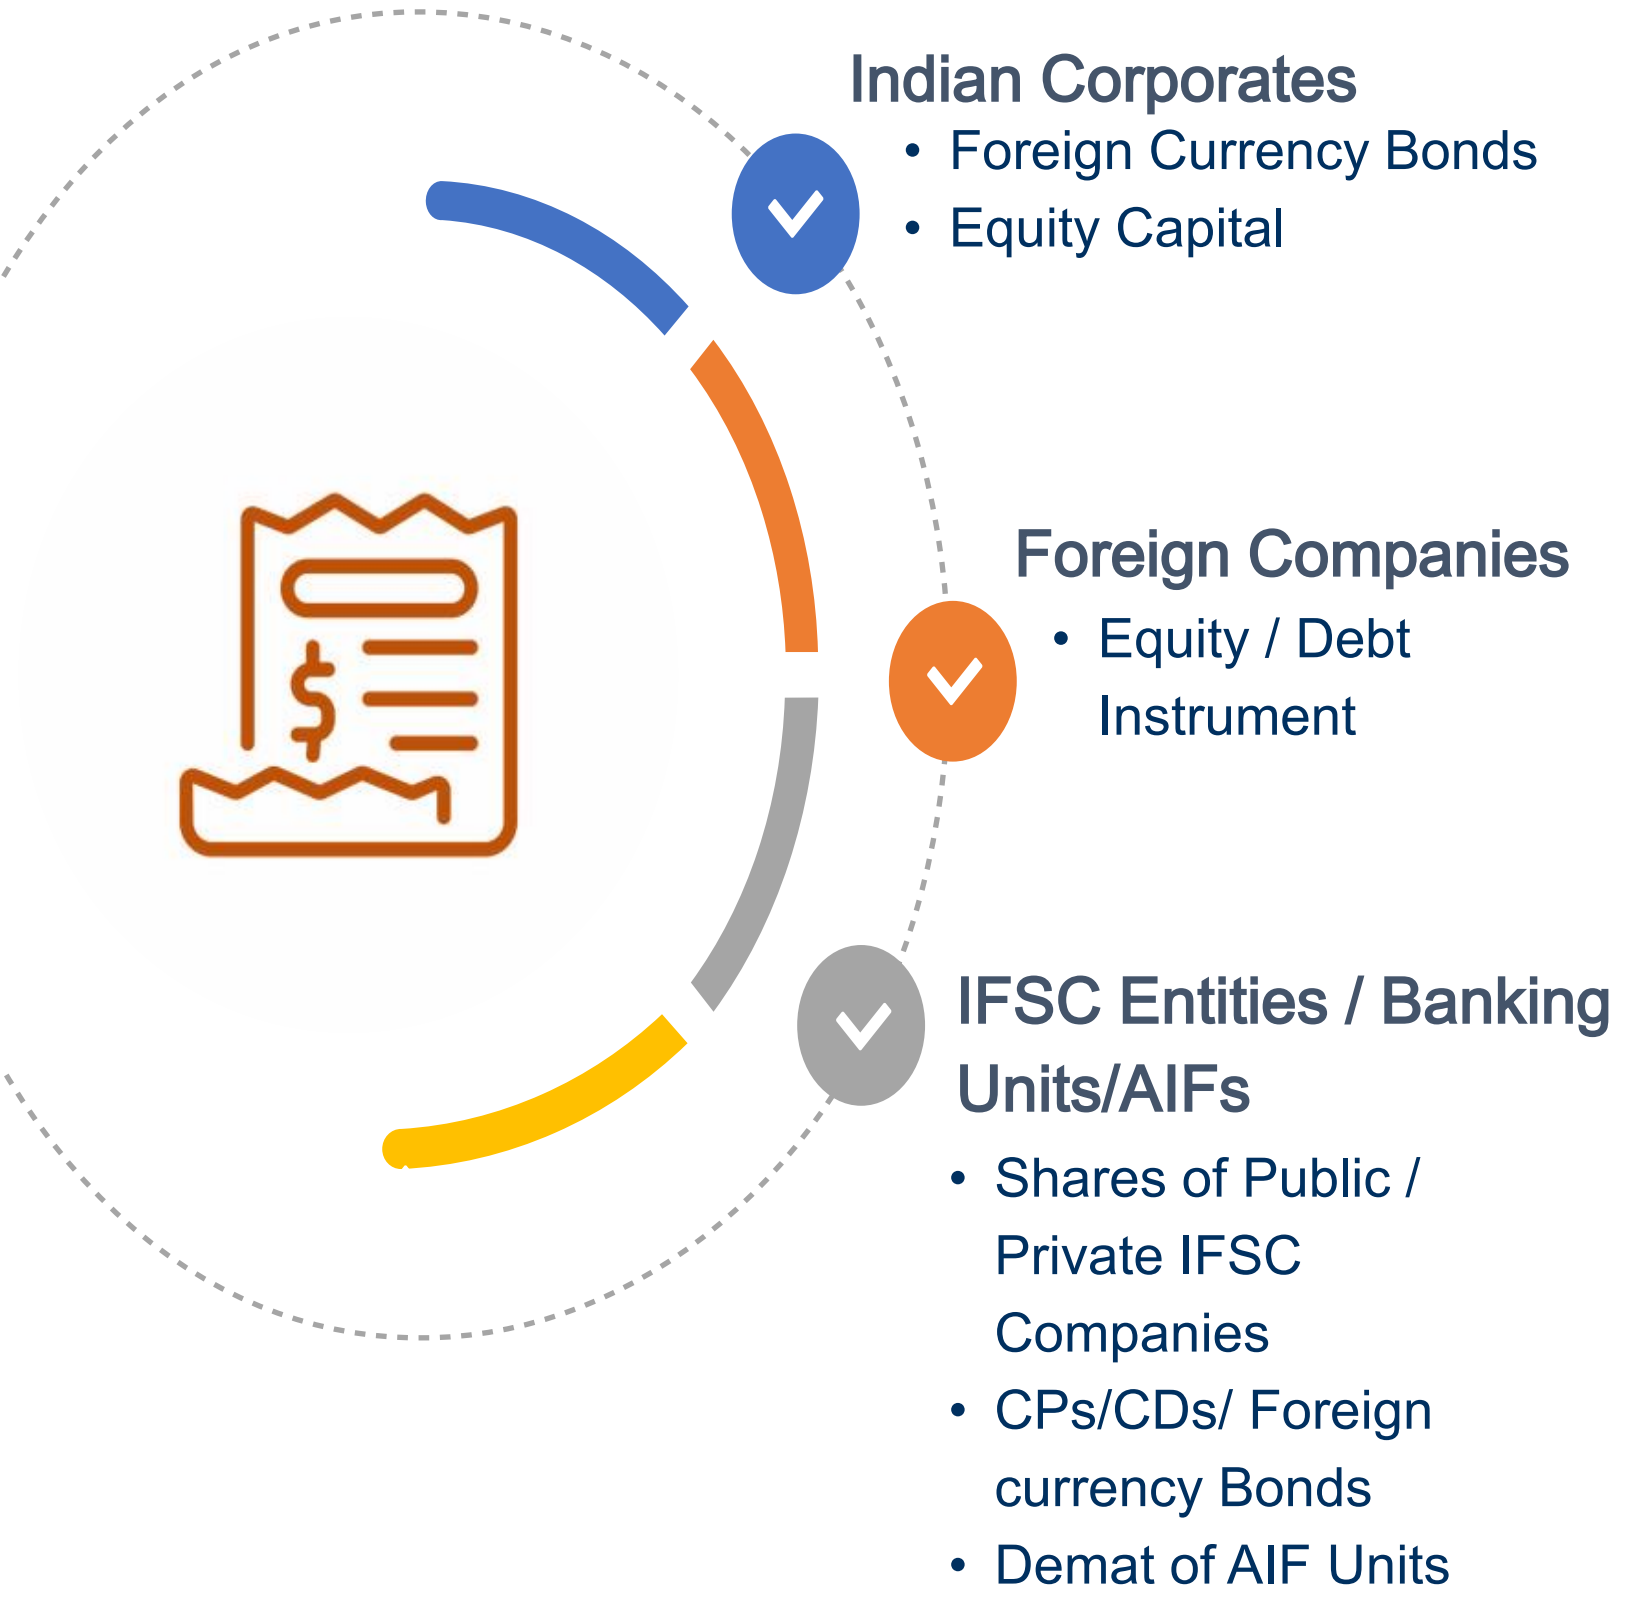 Indian Corporates
• Foreign Currency Bonds
• Equity Capital
Foreign Companies
• Equity / Debt
Instrument
IFSC Entities / Banking
Units/AIFs
• Shares of Public /
Private IFSC
Companies
• CPs/CDs/ Foreign
currency Bonds
• Demat of AIF Units
$